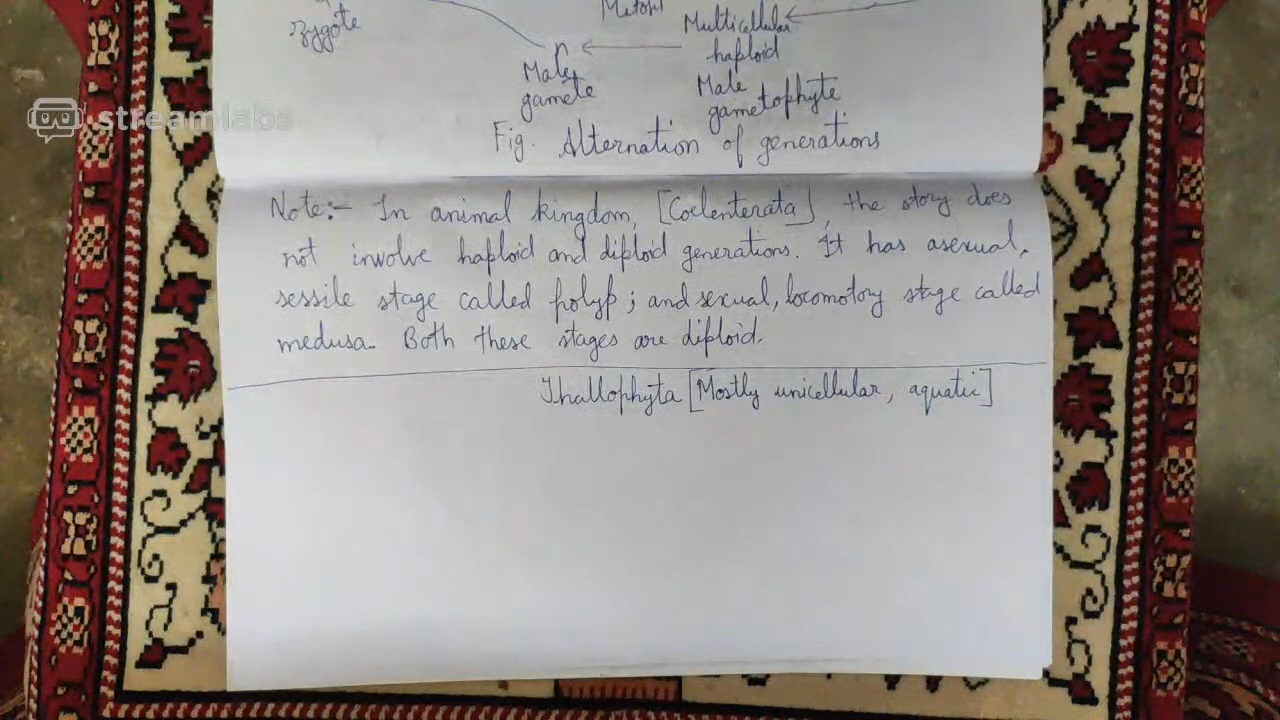 Multicellular
zygote
haploid
n
Male
gamete
Male
gametophyte
streamlabs
Fig. Alternation of generations
Note:- In animal kingdom, [Coelenterata], the story does
not involve haploid and diploid generations. It has asexual,
sessile stage called polyp; and sexual, locomotory stage called
medusa. Both these stages are diploid.
Thallophyta [Mostly unicellular, aquatic]